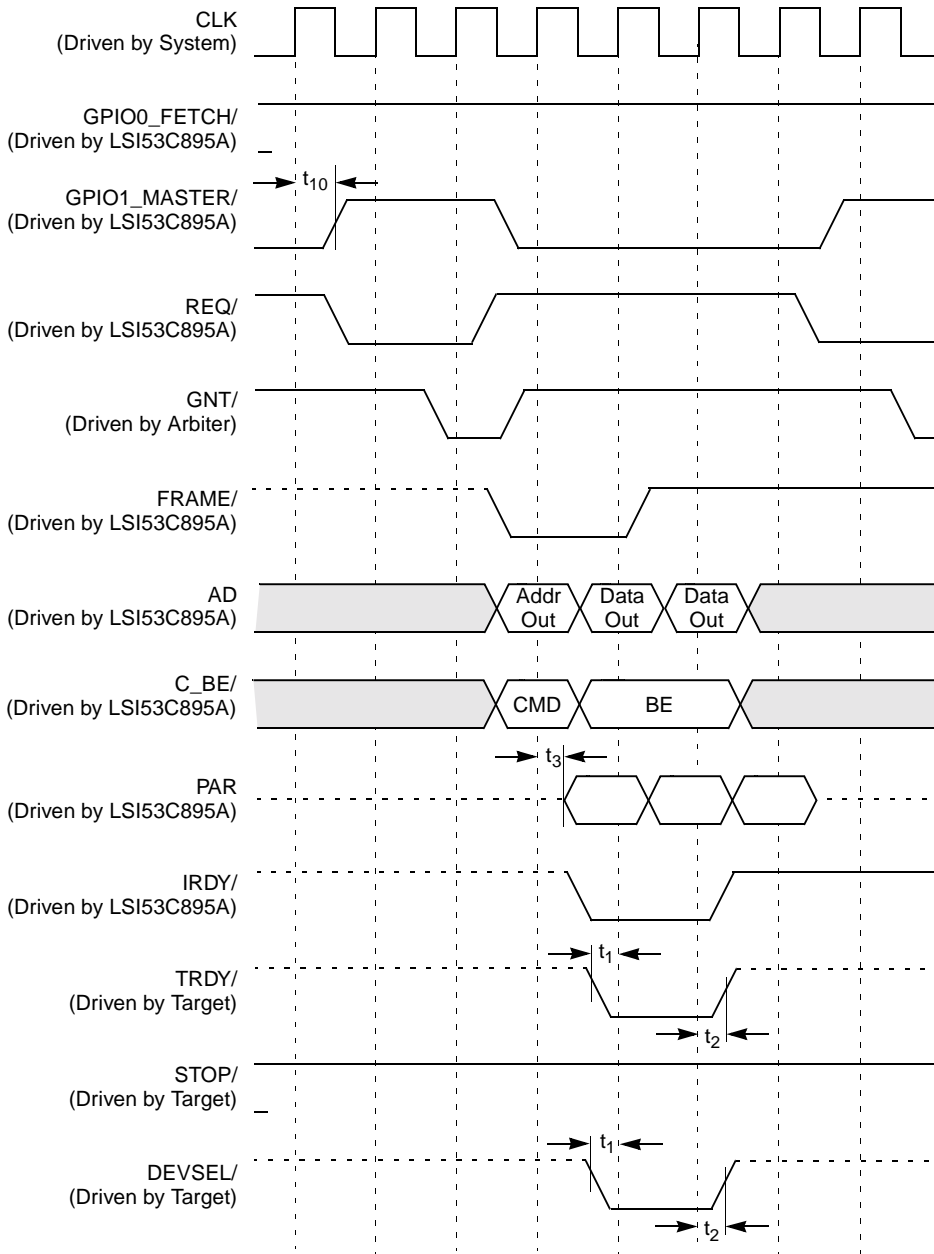 CLK
(Driven by System)
GPIO0_FETCH/
(Driven by LSI53C895A)
t10
GPIO1_MASTER/
(Driven by LSI53C895A)
REQ/
(Driven by LSI53C895A)
GNT/
(Driven by Arbiter)
FRAME/
(Driven by LSI53C895A)
AD
(Driven by LSI53C895A)
Addr
Out
Data
Out
Data
Out
C_BE/
(Driven by LSI53C895A)
CMD
BE
t3
PAR
(Driven by LSI53C895A)
IRDY/
(Driven by LSI53C895A)
t1
TRDY/
(Driven by Target)
t2
STOP/
(Driven by Target)
t1
DEVSEL/
(Driven by Target)
t2